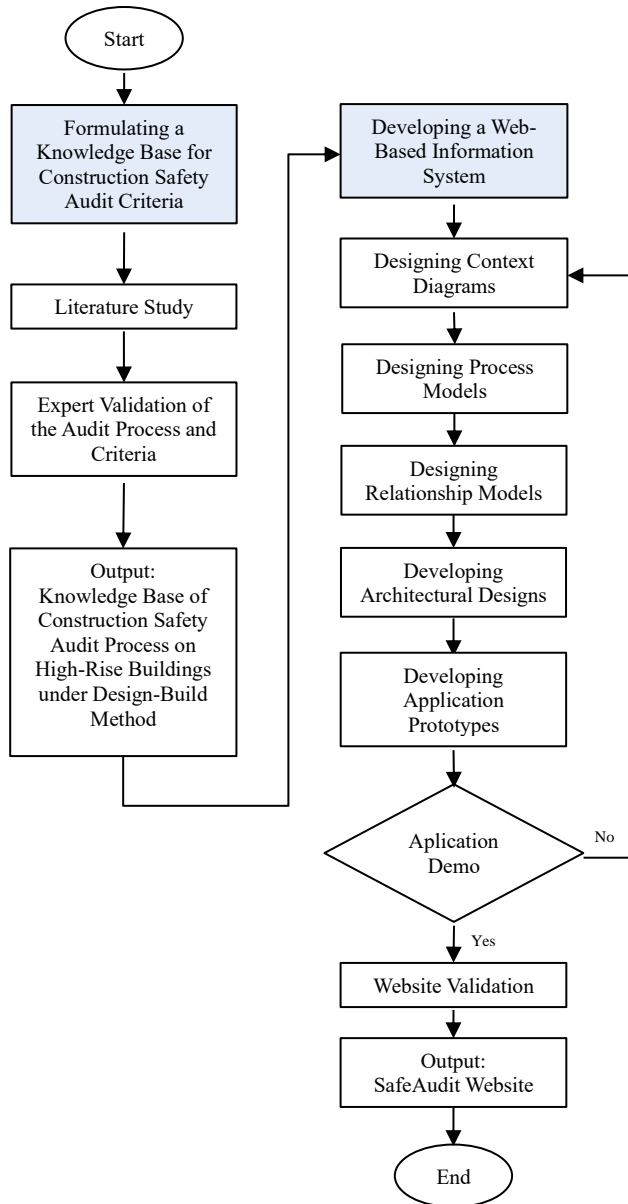 Start
Formulating a
Knowledge Base for
Construction Safety
Audit Criteria
Literature Study
Expert Validation of
the Audit Process and
Criteria
Output:
Knowledge Base of
Construction Safety
Audit Process on
High-Rise Buildings
under Design-Build
Method
Developing a Web-
Based Information
System
Designing Context
Diagrams
Designing Process
Models
Designing
Relationship Models
Developing
Architectural Designs
Developing
Application
Prototypes
Aplication
Demo
No
Yes
Website Validation
Output:
SafeAudit Website
End